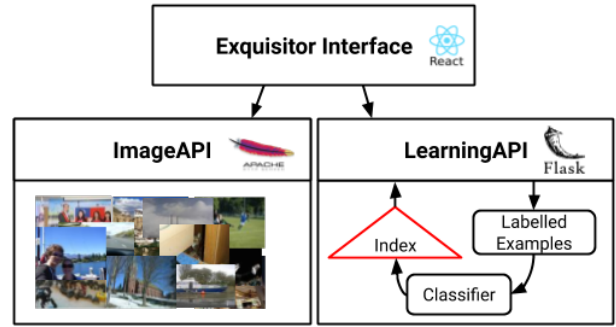 Exquisitor Interface
React
ImageAPI
APACHE
LearningAPI
Flask
Index
Labelled
Examples
Classifier